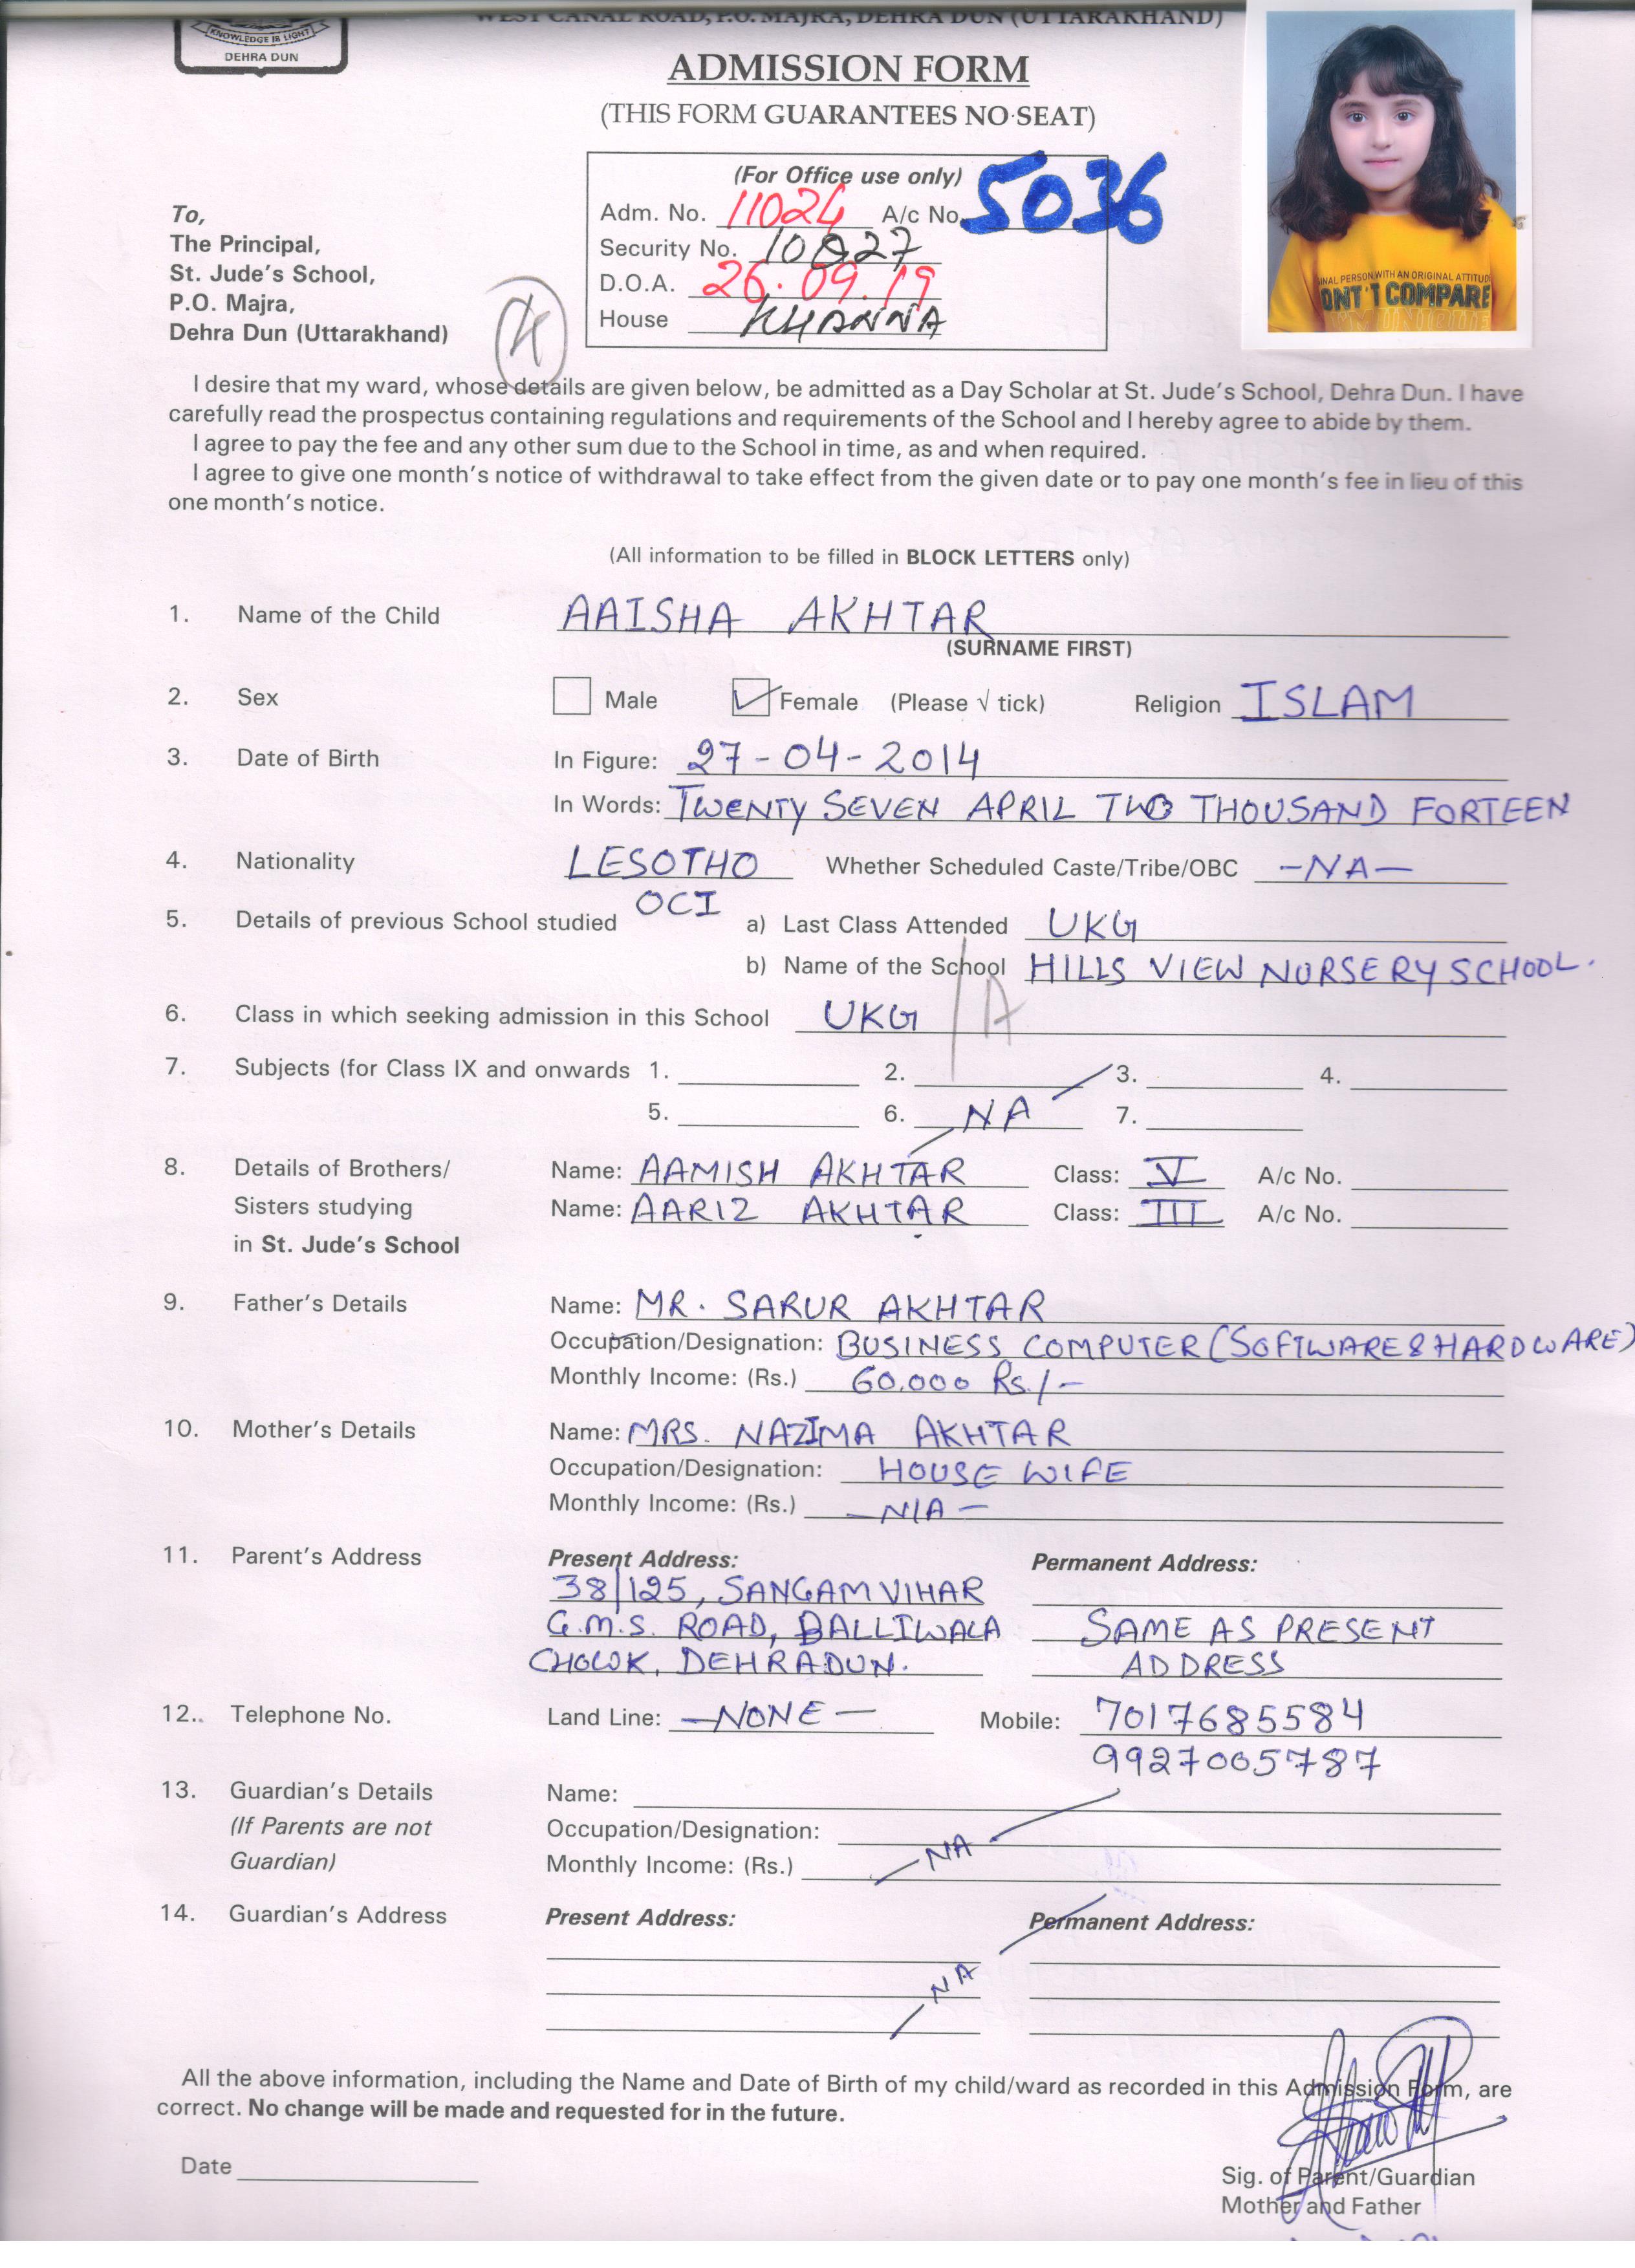 WEST CANAL ROAD, P.O. MAJRA, DEHRA DUN (UTTARAKHAND)
KNOWLEDGE IS LIGHT
DEHRA DUN
ADMISSION FORM
(THIS FORM GUARANTEES NO SEAT)
(For Office use only)
Adm. No. 11024 A/c No. 5036
Security No. 10027
D.O.A. 26.09.19
House KHANNA
To,
The Principal,
St. Jude's School,
P.O. Majra,
Dehra Dun (Uttarakhand)
INAL PERSON WITH AN ORIGINAL ATTITUD
ONT'T COMPARE
I desire that my ward, whose details are given below, be admitted as a Day Scholar at St. Jude's School, Dehra Dun. I have
carefully read the prospectus containing regulations and requirements of the School and I hereby agree to abide by them.
I agree to pay the fee and any other sum due to the School in time, as and when required.
I agree to give one month's notice of withdrawal to take effect from the given date or to pay one month's fee in lieu of this
one month's notice.
(All information to be filled in BLOCK LETTERS only)
1. Name of the Child AAISHA AKHTAR
(SURNAME FIRST)
2. Sex Male Female (Please √ tick) Religion ISLAM
3. Date of Birth In Figure: 27-04-2014
In Words: TWENTY SEVEN APRIL TWO THOUSAND FORTEEN
4. Nationality LESOTHO Whether Scheduled Caste/Tribe/OBC -NA-
OCI
5. Details of previous School studied a) Last Class Attended UKG
b) Name of the School HILLS VIEW NURSERY SCHOOL.
6. Class in which seeking admission in this School UKG A
7. Subjects (for Class IX and onwards 1. 2. 3. 4.
5. 6. NA 7.
8. Details of Brothers/ Name: AAMISH AKHTAR Class: V A/c No.
Sisters studying Name: AARIZ AKHTAR Class: III A/c No.
in St. Jude's School
9. Father's Details Name: MR. SARUR AKHTAR
Occupation/Designation: BUSINESS COMPUTER (SOFTWARE & HARDWARE)
Monthly Income: (Rs.) 60,000 Rs/-
10. Mother's Details Name: MRS. NAZIMA AKHTAR
Occupation/Designation: HOUSE WIFE
Monthly Income: (Rs.) -N/A-
11. Parent's Address Present Address: Permanent Address:
38/125, SANGAM VIHAR
G.M.S. ROAD, BALLIWALA SAME AS PRESENT
CHOWK, DEHRADUN. ADDRESS
12. Telephone No. Land Line: -NONE- Mobile: 7017685584
9927005787
13. Guardian's Details Name:
(If Parents are not Occupation/Designation: NA
Guardian) Monthly Income: (Rs.)
14. Guardian's Address Present Address: Permanent Address:
NA
All the above information, including the Name and Date of Birth of my child/ward as recorded in this Admission Form, are
correct. No change will be made and requested for in the future.
Date
Sig. of Parent/Guardian
Mother and Father